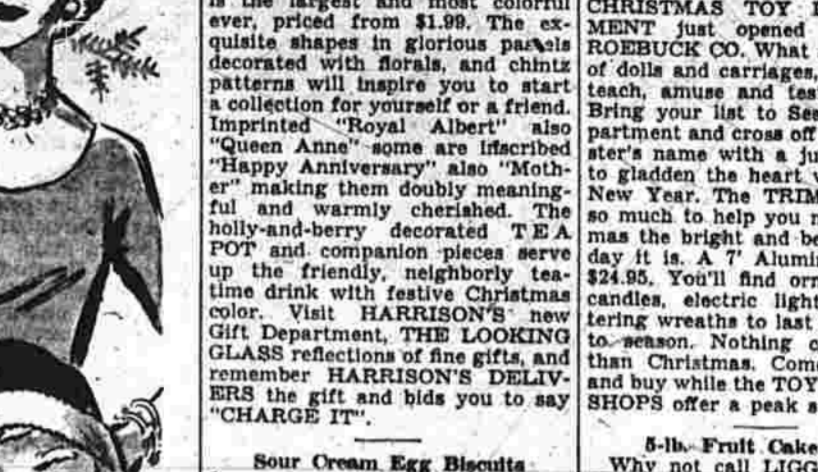 is the largest and most colorful
ever, priced from $1.99. The ex-
quisite shapes in glorious pastels
decorated with florals, and chintz
patterns will inspire you to start
a collection for yourself or a friend.
Imprinted "Royal Albert" also
"Queen Anne" some are inscribed
"Happy Anniversary" also "Moth-
er" making them doubly meaning-
ful and warmly cherished. The
holly-and-berry decorated TEA
POT and companion pieces serve
up the friendly, neighborly tea-
time drink with festive Christmas
color. Visit HARRISON'S new
Gift Department, THE LOOKING
GLASS reflections of fine gifts, and
remember HARRISON'S DELIV-
ERS the gift and bids you to say
"CHARGE IT".
Sour Cream Egg Biscuits
CHRISTMAS TOY
MENT just opened
ROEBUCK CO. What
of dolls and carriages,
teach, amuse and
Bring your list to
partment and cross off
ster's name with a
to gladden the heart
New Year. The
so much to help you
mas the bright and
day it is. A 7'
$24.95. You'll find
candles, electric
tering wreaths to last
to season. Nothing
than Christmas.
and buy while the TOY
SHOPS offer a peak
5-lb. Fruit Cake
Why not call